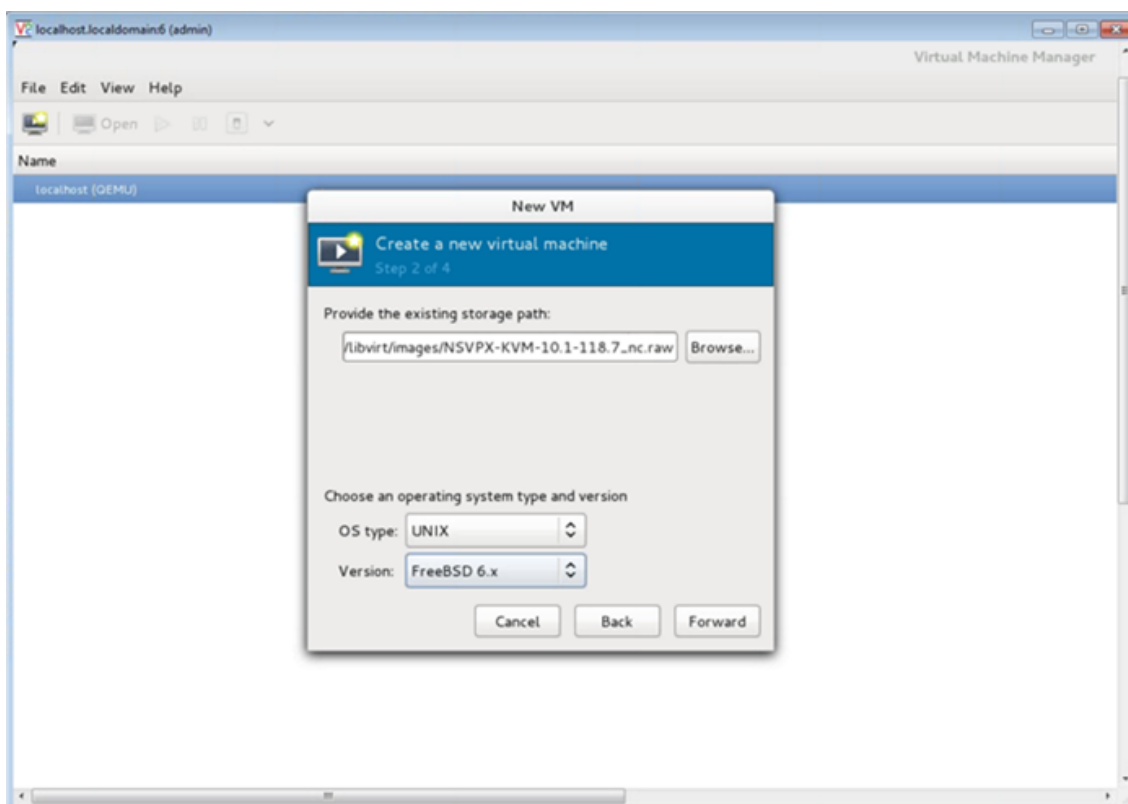 localhost.localdomain:6 (admin)
Virtual Machine Manager
File Edit View Help
Open
Name
localhost (QEMU)
New VM
Create a new virtual machine
Step 2 of 4
Provide the existing storage path:
/libvirt/images/NSVPX-KVM-10.1-118.7_nc.raw Browse...
Choose an operating system type and version
OS type: UNIX
Version: FreeBSD 6.x
Cancel Back Forward